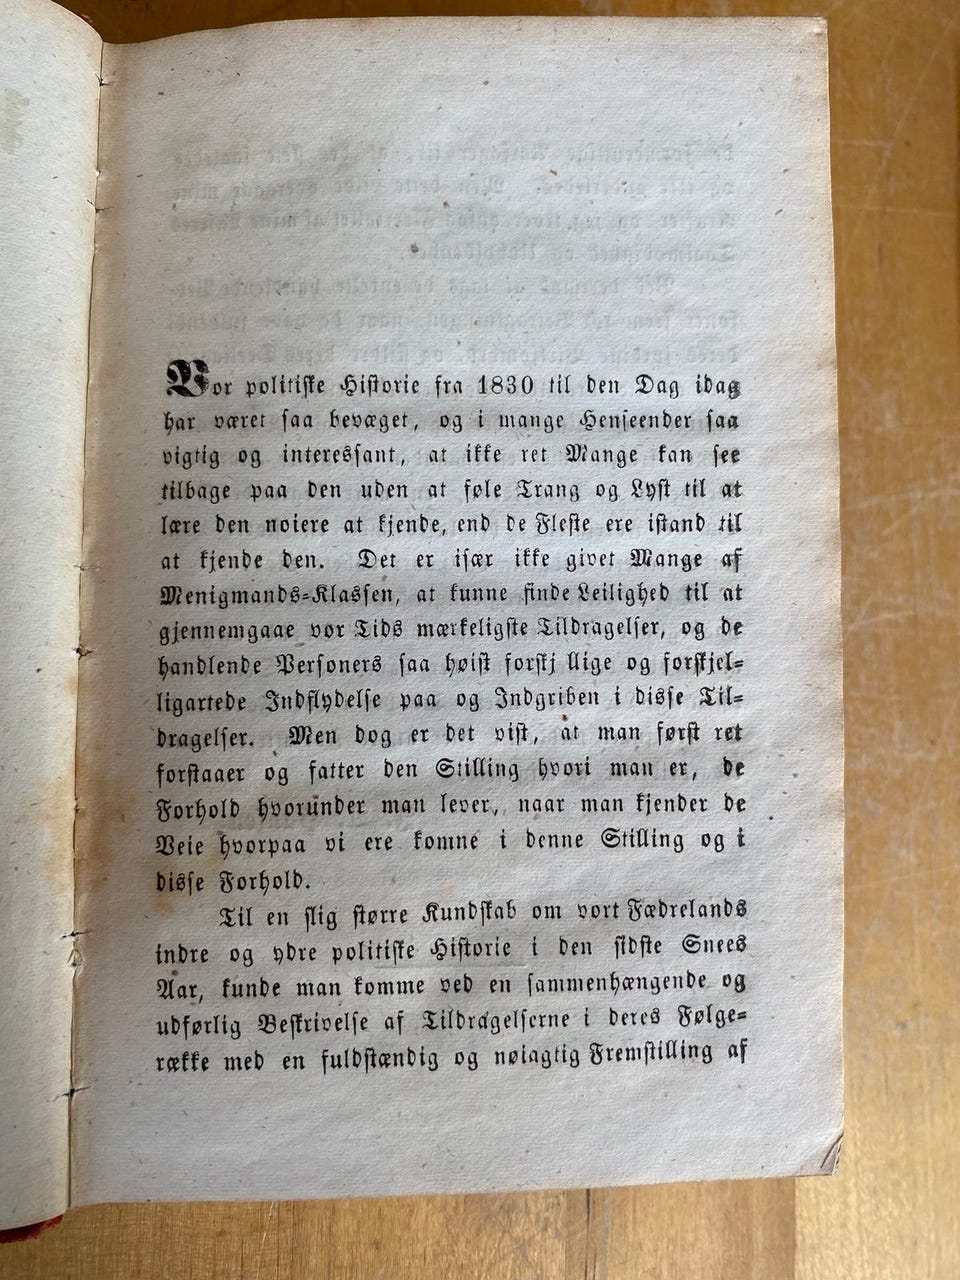 Vor politiske Historie fra 1830 til den Dag idag
har været saa bevæget, og i mange Henseender saa
vigtig og interessant, at ikke ret Mange kan see
tilbage paa den uden at føle Trang og Lyst til at
lære den noiere at kjende, end de Fleste ere istand til
at kjende den. Det er især ikke givet Mange af
Menigmands-Klassen, at kunne finde Leilighed til at
gjennemgaae vor Tids mærkeligste Tildragelser, og de
handlende Personers saa høist forskj llige og forskjel-
ligartede Indflydelse paa og Indgriben i disse Til-
dragelser. Men dog er det vist, at man først ret
forstaaer og fatter den Stilling hvori man er, de
Forhold hvorunder man lever, naar man kjender de
Veie hvorpaa vi ere komne i denne Stilling og i
disse Forhold.
Til en slig større Kundskab om vort Fædrelands
indre og ydre politiske Historie i den sidste Snees
Aar, kunde man komme ved en sammenhængende og
udførlig Beskrivelse af Tildragelserne i deres Følge-
række med en fuldstændig og nøiagtig Fremstilling af